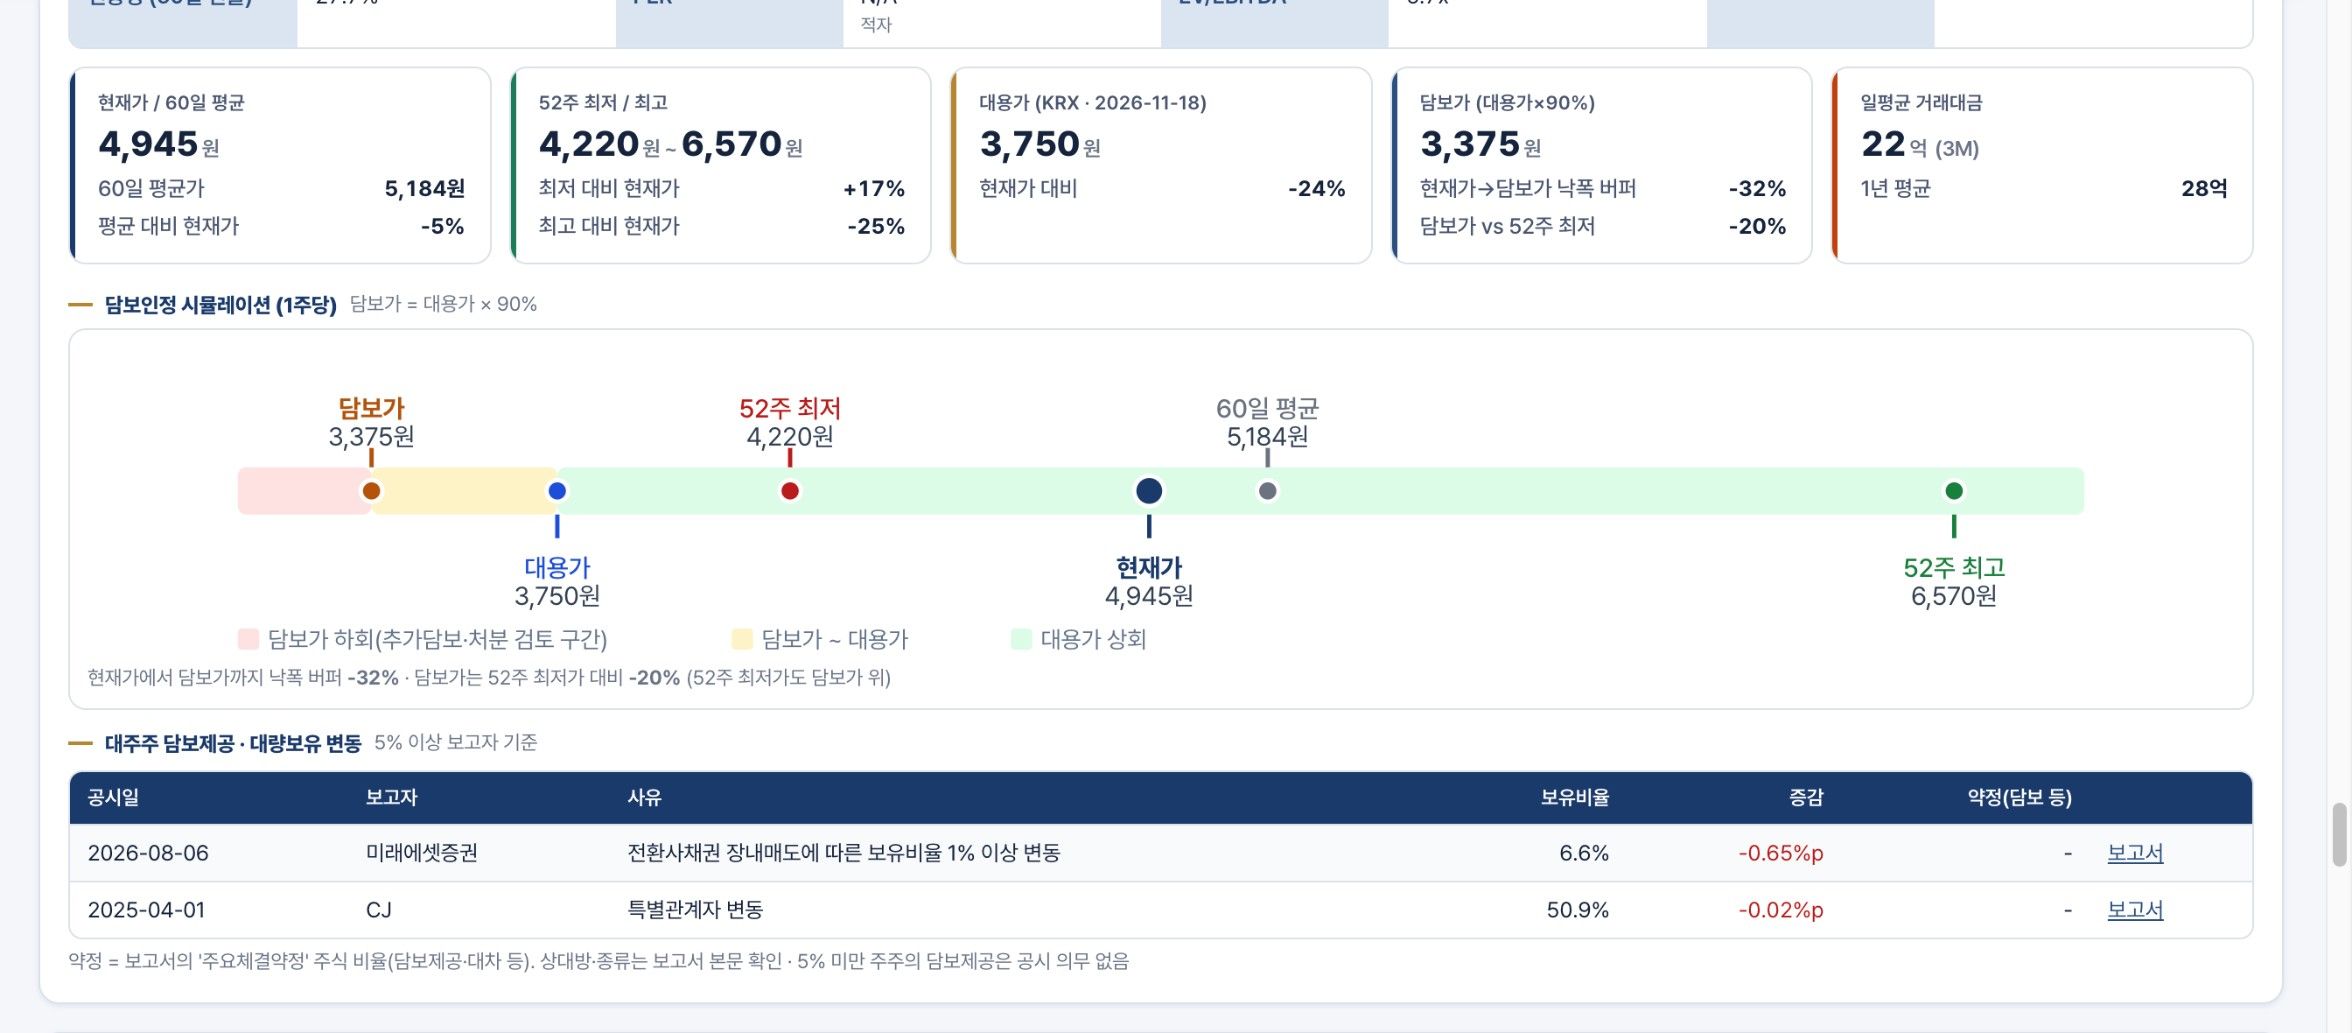 27.7%
N/A
적자
현재가 / 60일 평균
4,945 원
60일 평균가 5,184원
평균 대비 현재가 -5%
52주 최저 / 최고
4,220 원 ~ 6,570 원
최저 대비 현재가 +17%
최고 대비 현재가 -25%
대용가 (KRX · 2026-11-18)
3,750 원
현재가 대비 -24%
담보가 (대용가×90%)
3,375 원
현재가→담보가 낙폭 버퍼 -32%
담보가 vs 52주 최저 -20%
일평균 거래대금
22 억 (3M)
1년 평균 28억
담보인정 시뮬레이션 (1주당) 담보가 = 대용가 × 90%
담보가 52주 최저 60일 평균
3,375원 4,220원 5,184원
대용가 현재가 52주 최고
3,750원 4,945원 6,570원
담보가 하회(추가담보·처분 검토 구간) 담보가 ~ 대용가 대용가 상회
현재가에서 담보가까지 낙폭 버퍼 -32% · 담보가는 52주 최저가 대비 -20% (52주 최저가도 담보가 위)
대주주 담보제공 · 대량보유 변동 5% 이상 보고자 기준
공시일 보고자 사유 보유비율 증감 약정(담보 등)
2026-08-06 미래에셋증권 전환사채권 장내매도에 따른 보유비율 1% 이상 변동 6.6% -0.65%p - 보고서
2025-04-01 CJ 특별관계자 변동 50.9% -0.02%p - 보고서
약정 = 보고서의 '주요체결약정' 주식 비율(담보제공·대차 등). 상대방·종류는 보고서 본문 확인 · 5% 미만 주주의 담보제공은 공시 의무 없음